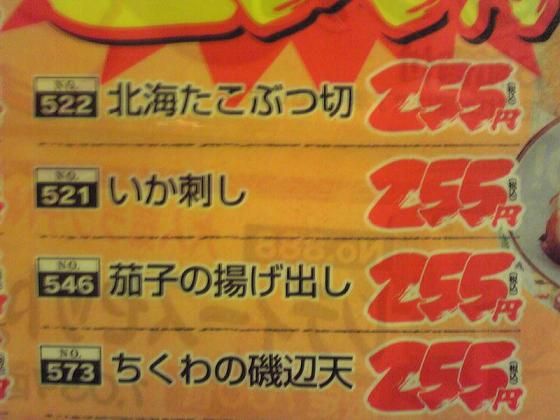 NO. 522 北海たこぶつ切 255円(税込)
NO. 521 いか刺し 255円(税込)
NO. 546 茄子の揚げ出し 255円(税込)
NO. 573 ちくわの磯辺天 255円(税込)